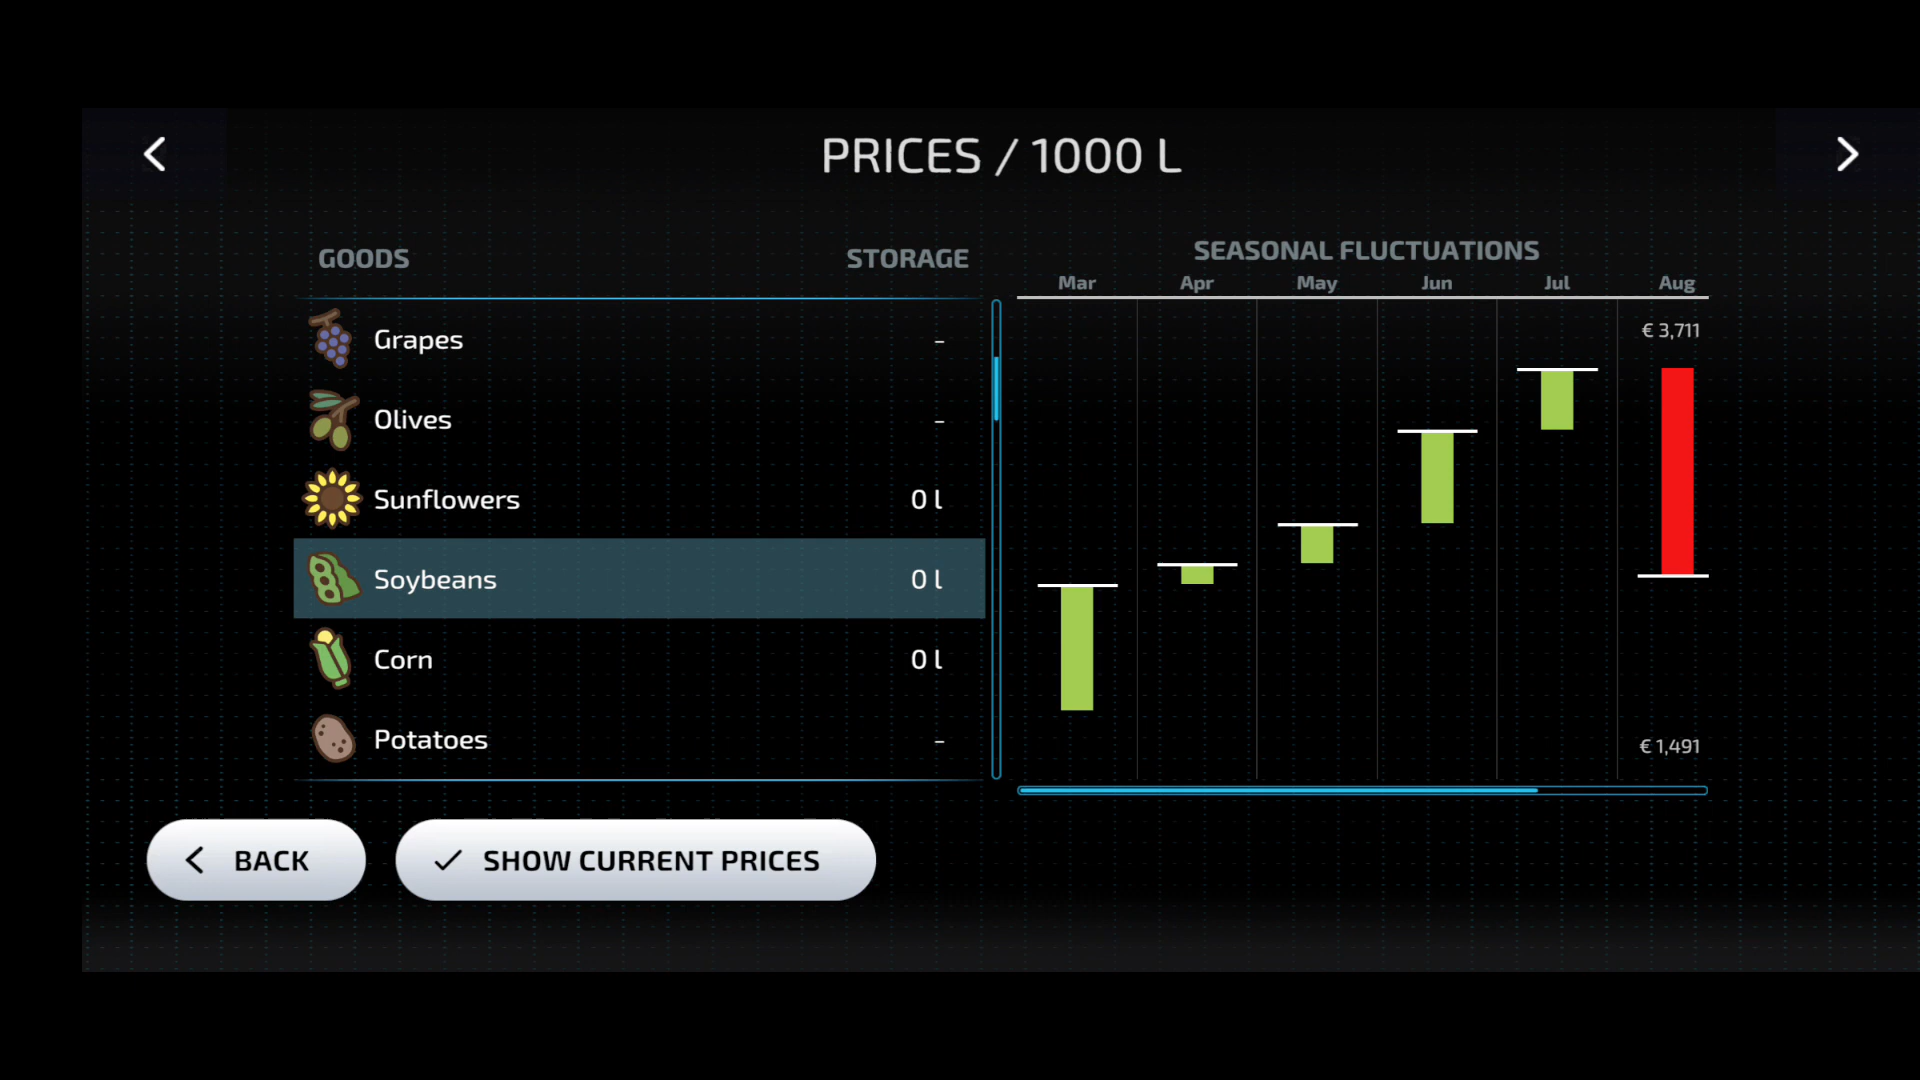 PRICES / 1000 L
GOODS STORAGE
Grapes -
Olives -
Sunflowers 0 l
Soybeans 0 l
Corn 0 l
Potatoes -
SEASONAL FLUCTUATIONS
Mar Apr May Jun Jul Aug
€ 3,711
€ 1,491
BACK
SHOW CURRENT PRICES